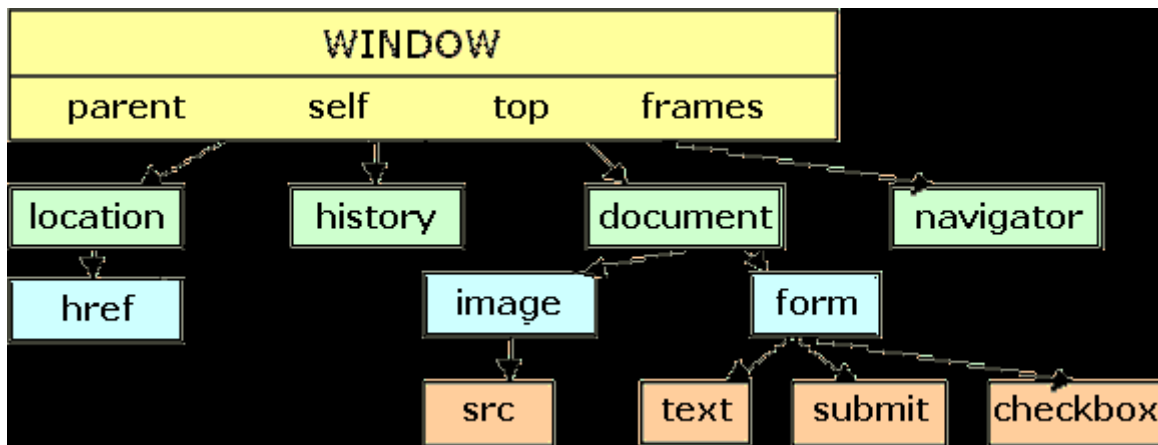 WINDOW
parent self top frames
location history document navigator
href image form
src text submit checkbox